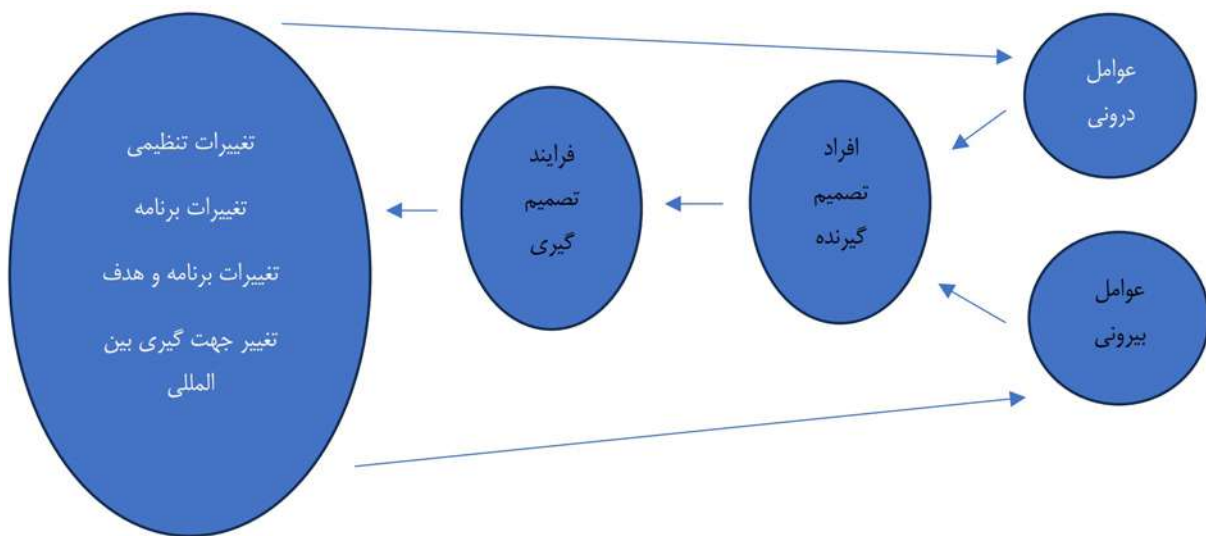 عوامل
درونی
عوامل
بیرونی
افراد
تصمیم
گیرنده
فرایند
تصمیم
گیری
تغییرات تنظیمی
تغییرات برنامه
تغییرات برنامه و هدف
تغییر جهت گیری بین
المللی